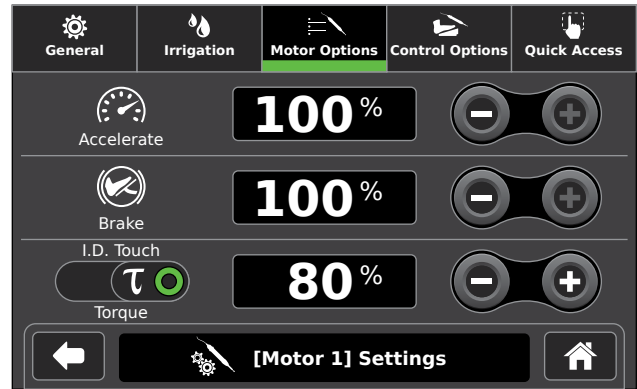 General
Irrigation
Motor Options
Control Options
Quick Access
Accelerate
100%
Brake
100%
I.D. Touch
τ
Torque
80%
[Motor 1] Settings